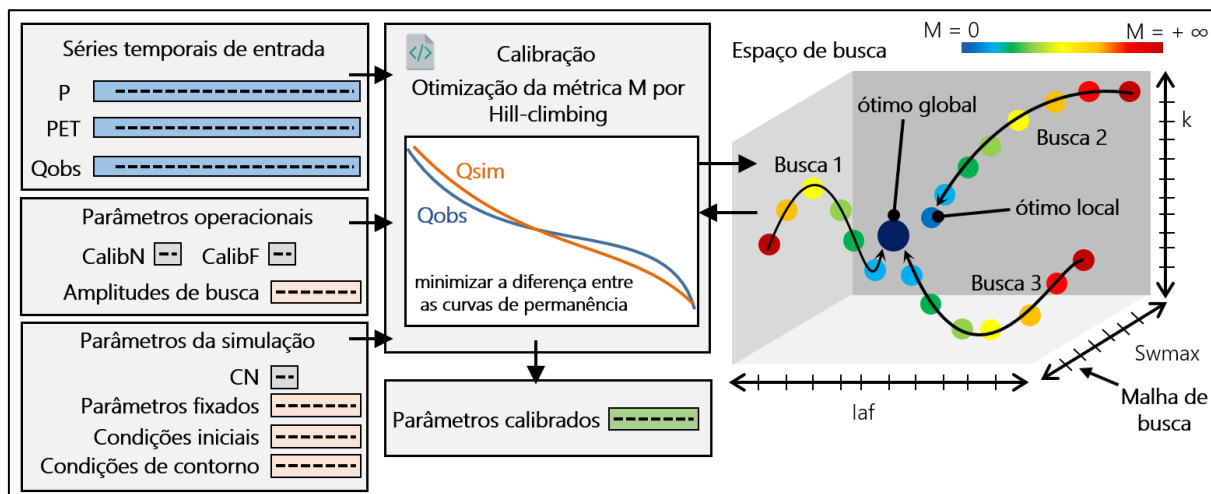 Séries temporais de entrada
P
PET
Qobs
Parâmetros operacionais
CalibN
CalibF
Amplitudes de busca
Parâmetros da simulação
CN
Parâmetros fixados
Condições iniciais
Condições de contorno
</>
Calibração
Otimização da métrica M por
Hill-climbing
Qsim
Qobs
minimizar a diferença entre
as curvas de permanência
Parâmetros calibrados
M = 0
M = + ∞
Espaço de busca
ótimo global
k
Busca 2
Busca 1
ótimo local
Busca 3
Swmax
Iaf
Malha de
busca